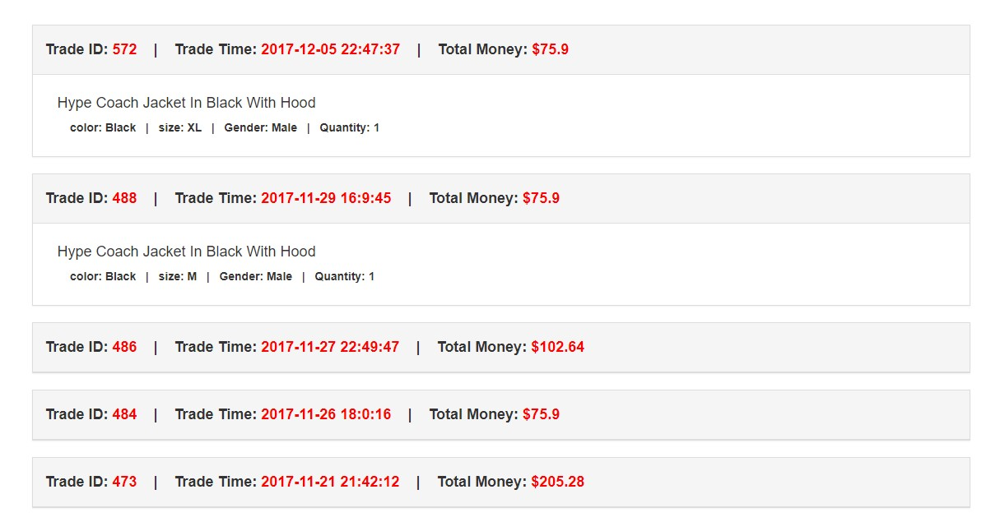 Trade ID: 572 | Trade Time: 2017-12-05 22:47:37 | Total Money: $75.9
Hype Coach Jacket In Black With Hood
color: Black | size: XL | Gender: Male | Quantity: 1
Trade ID: 488 | Trade Time: 2017-11-29 16:9:45 | Total Money: $75.9
Hype Coach Jacket In Black With Hood
color: Black | size: M | Gender: Male | Quantity: 1
Trade ID: 486 | Trade Time: 2017-11-27 22:49:47 | Total Money: $102.64
Trade ID: 484 | Trade Time: 2017-11-26 18:0:16 | Total Money: $75.9
Trade ID: 473 | Trade Time: 2017-11-21 21:42:12 | Total Money: $205.28